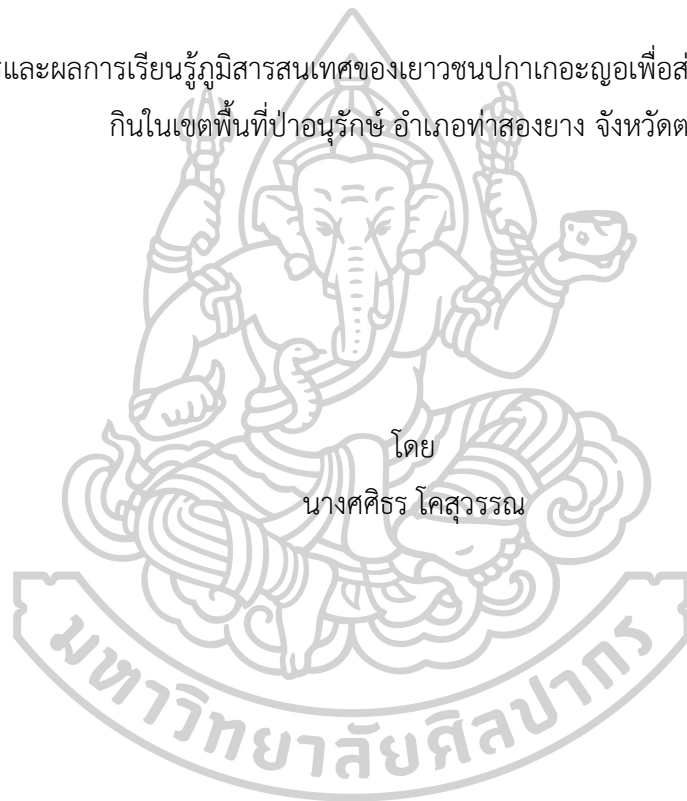 และผลการเรียนรู้ภูมิสารสนเทศของเยาวชนปกาเกอะญอเพื่อส่
กินในเขตพื้นที่ป่าอนุรักษ์ อำเภอท่าสองยาง จังหวัดต
โดย
นางศศิธร โคสุวรรณ
มหาวิทยาลัยศิลปากร